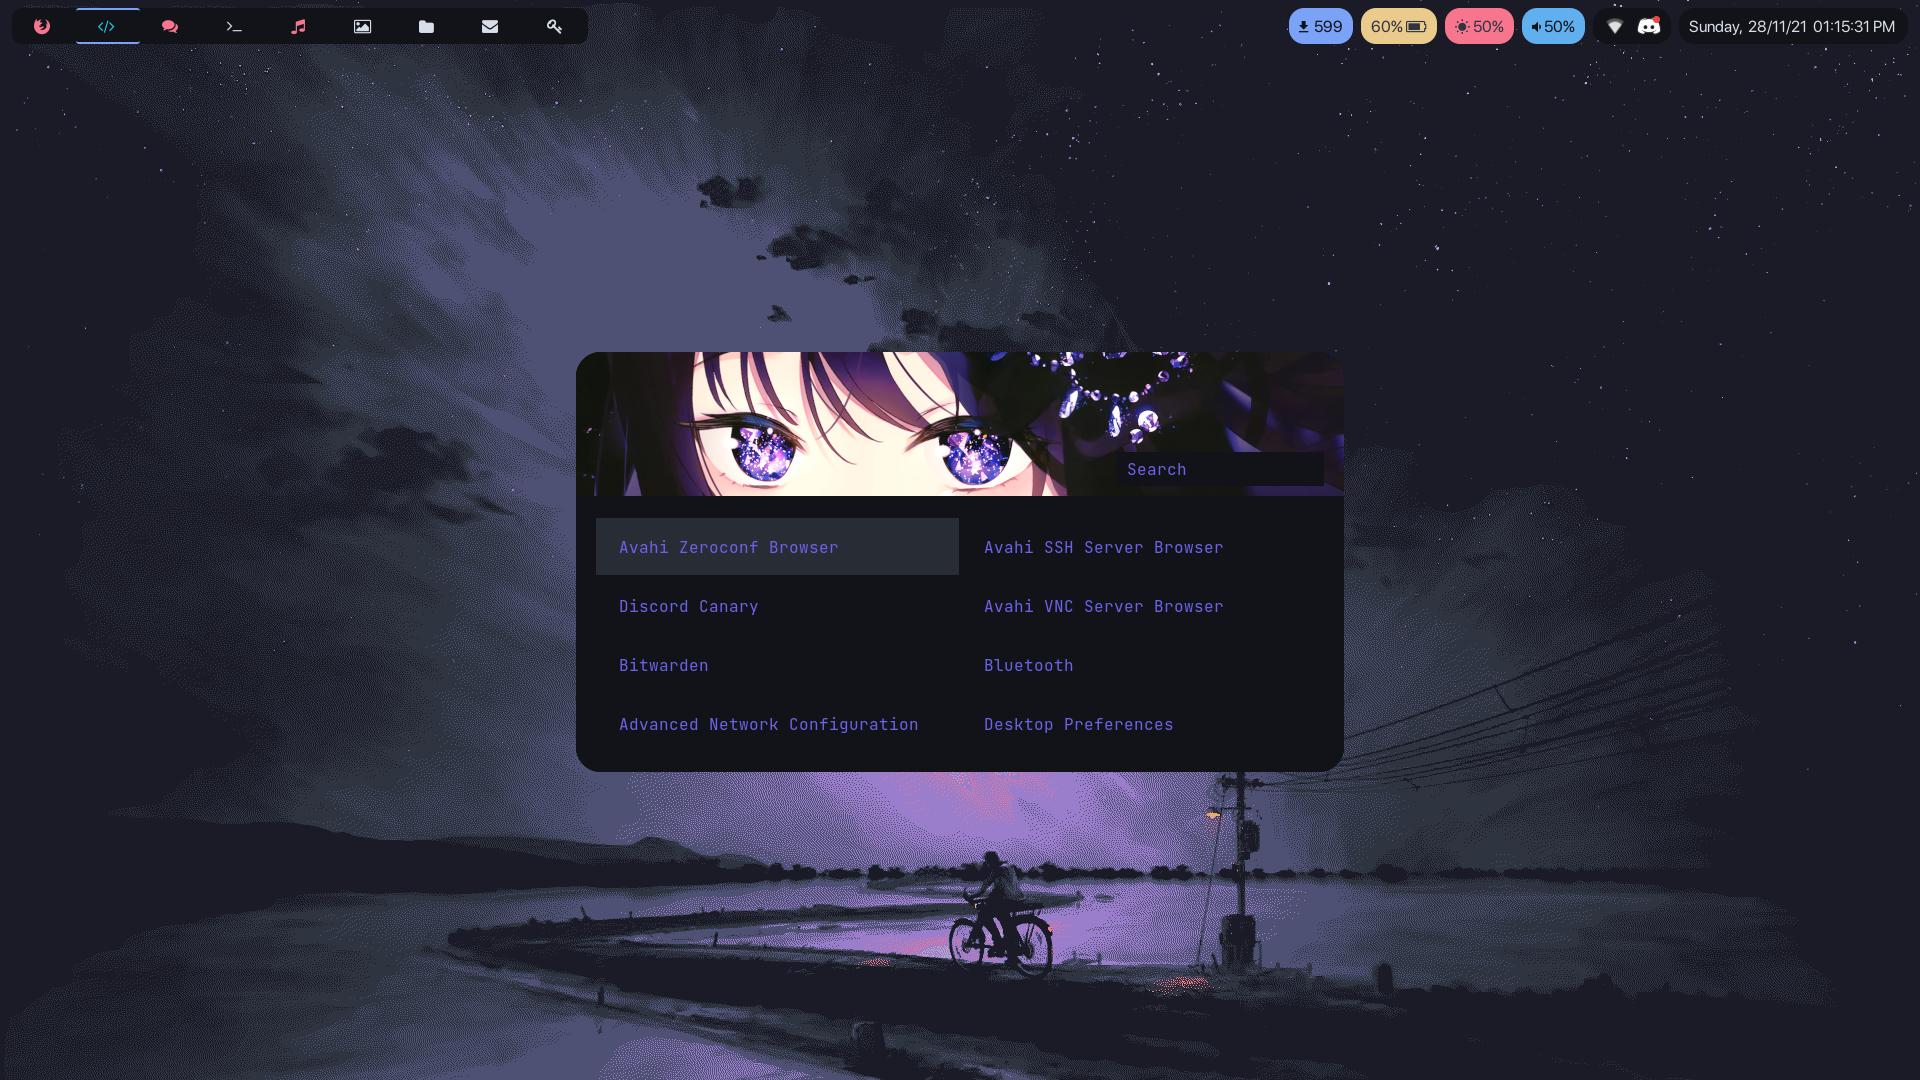 599
60%
50%
50%
Sunday, 28/11/21 01:15:31 PM
Search
Avahi Zeroconf Browser
Avahi SSH Server Browser
Discord Canary
Avahi VNC Server Browser
Bitwarden
Bluetooth
Advanced Network Configuration
Desktop Preferences